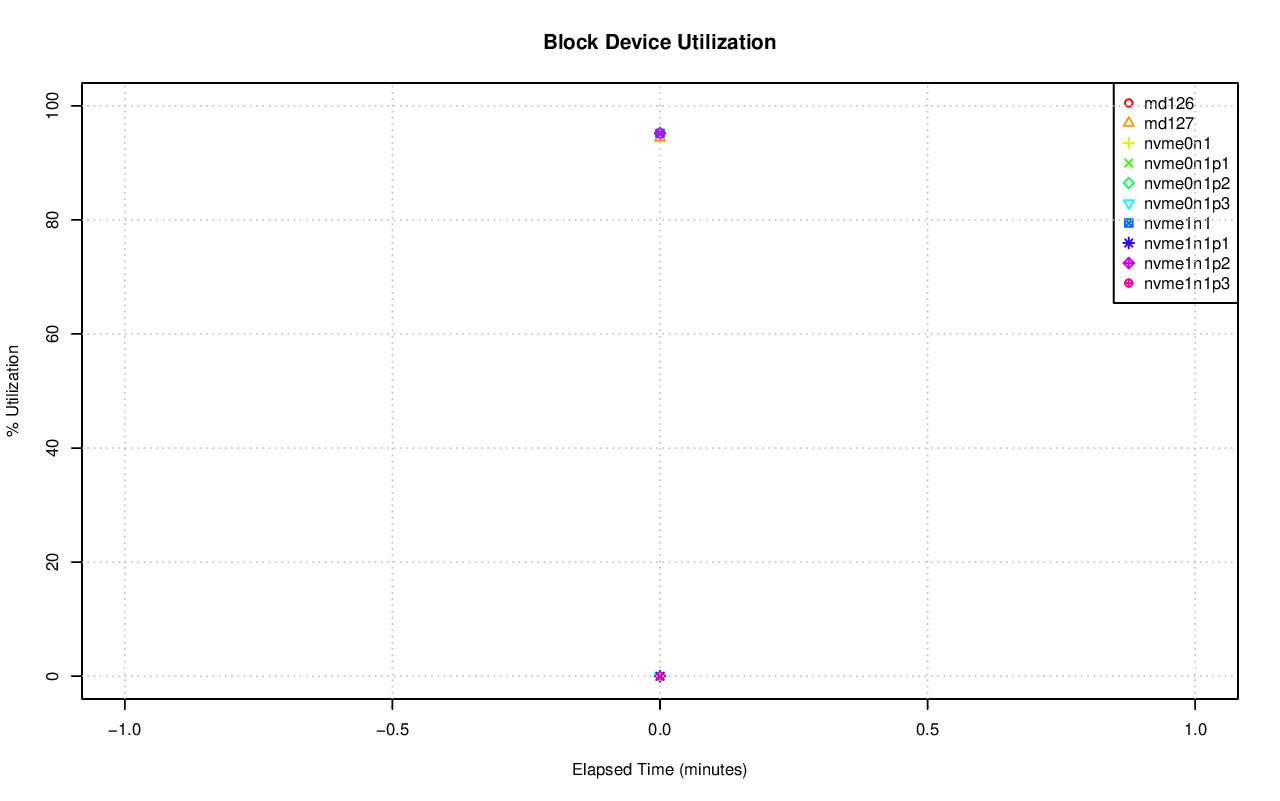 Block Device Utilization
% Utilization
100
80
60
40
20
0
md126
md127
nvme0n1
nvme0n1p1
nvme0n1p2
nvme0n1p3
nvme1n1
nvme1n1p1
nvme1n1p2
nvme1n1p3
−1.0
−0.5
0.0
0.5
1.0
Elapsed Time (minutes)